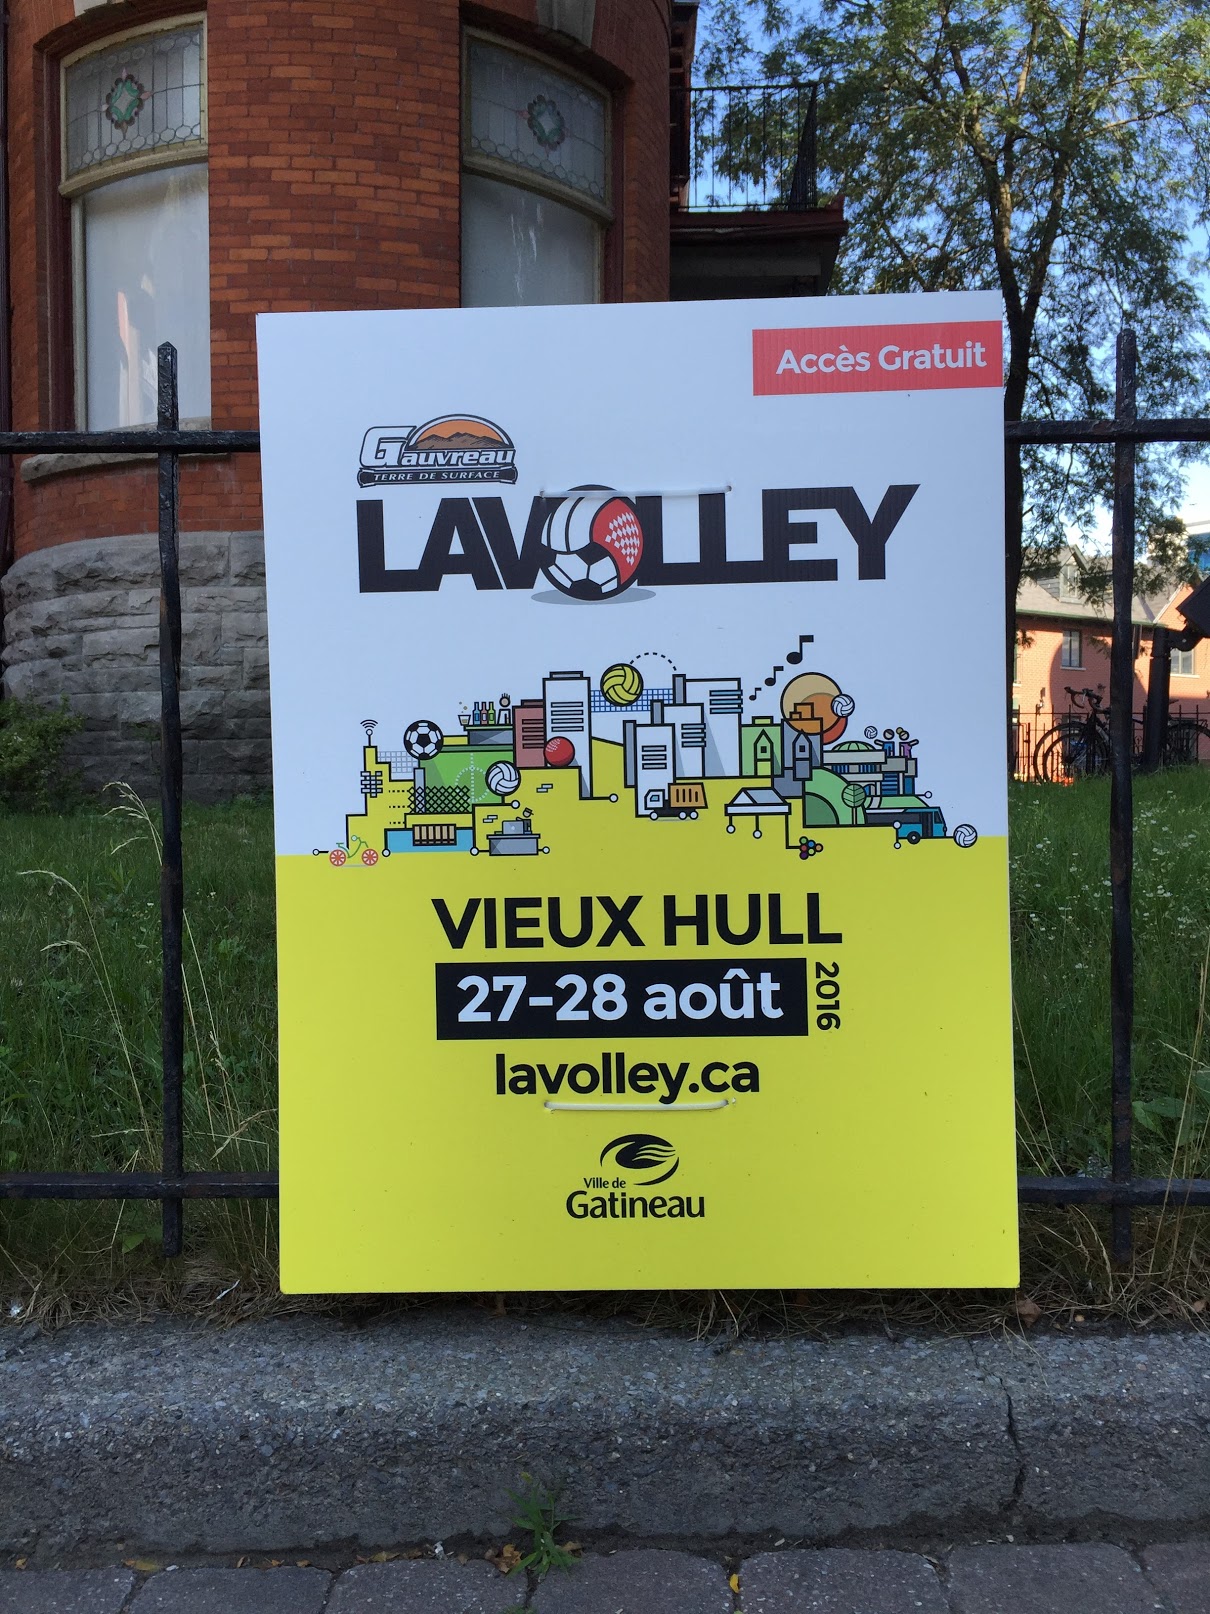 Accès Gratuit
Gauvreau
TERRE DE SURFACE
LAVOLLEY
VIEUX HULL
27-28 août 2016
lavolley.ca
Ville de
Gatineau